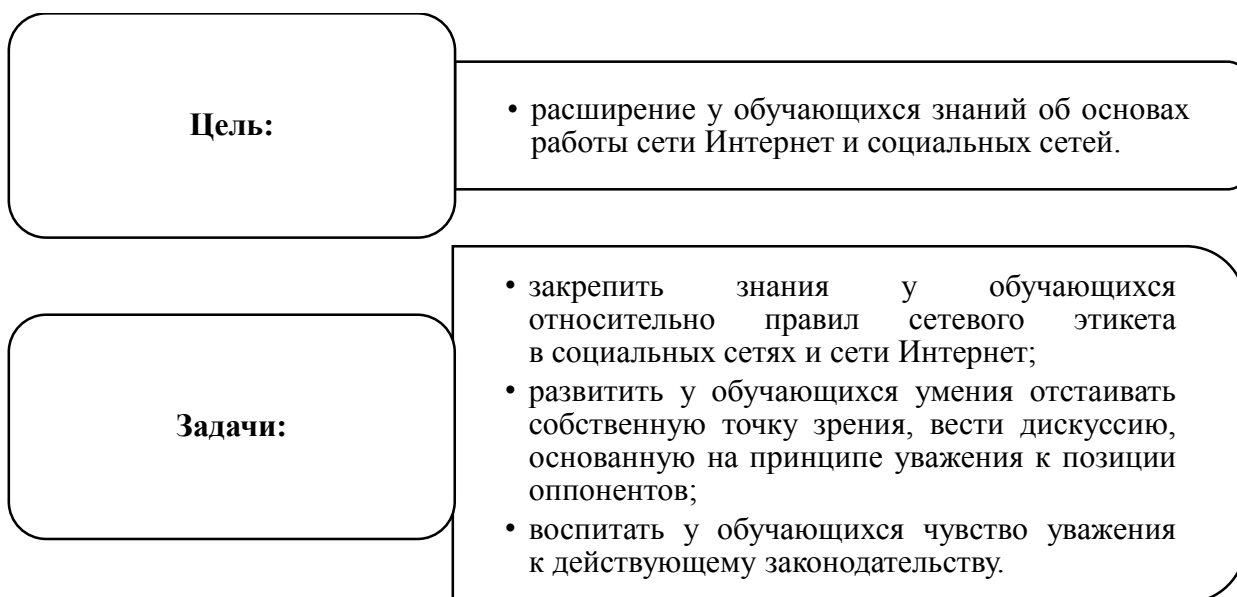 Цель:
• расширение у обучающихся знаний об основах
работы сети Интернет и социальных сетей.
Задачи:
• закрепить знания у обучающихся
относительно правил сетевого этикета
в социальных сетях и сети Интернет;
• развитить у обучающихся умения отстаивать
собственную точку зрения, вести дискуссию,
основанную на принципе уважения к позиции
оппонентов;
• воспитать у обучающихся чувство уважения
к действующему законодательству.